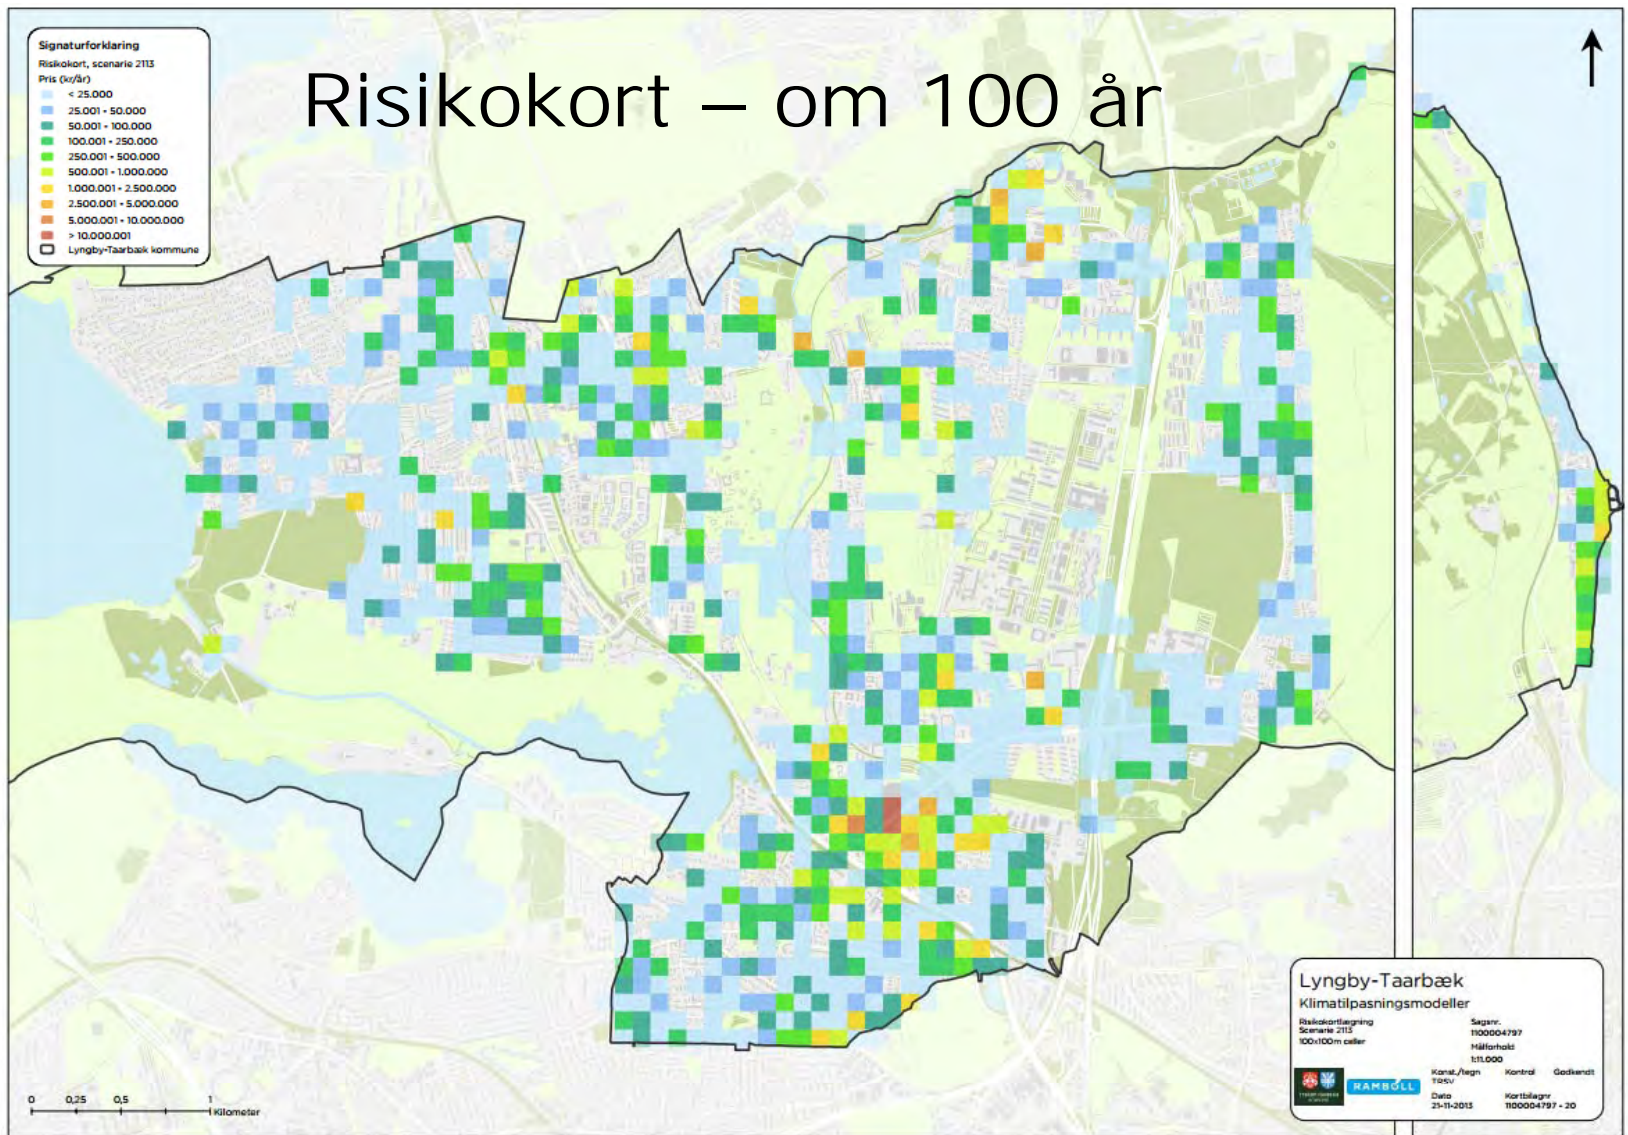 Risikokort – om 100 år
Signaturforklaring
Risikokort, scenarie 2113
Pris (kr/år)
< 25.000
25.001 - 50.000
50.001 - 100.000
100.001 - 250.000
250.001 - 500.000
500.001 - 1.000.000
1.000.001 - 2.500.000
2.500.001 - 5.000.000
5.000.001 - 10.000.000
> 10.000.001
Lyngby-Taarbæk kommune
0 0,25 0,5 1
Kilometer
Lyngby-Taarbæk
Klimatilpasningsmodeller
Risikokortlægning
Scenarie 2113
100x100m celler
Sagsnr.
1100004797
Målforhold
1:11.000
Konst./tegn Kontrol Godkendt
TRSV
Dato
21-11-2013
Kortbilagnr
1100004797 - 20
RAMBOLL